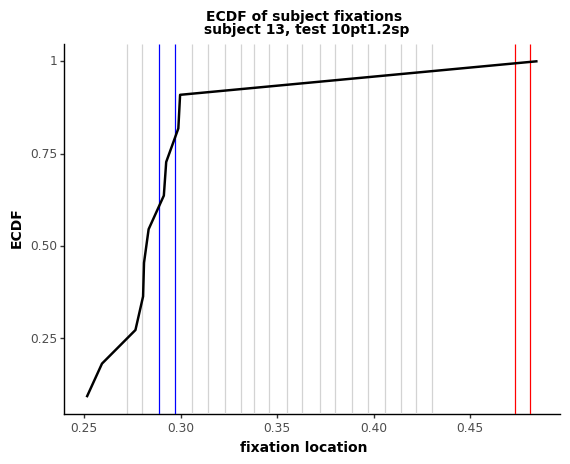 ECDF of subject fixations
subject 13, test 10pt1.2sp
ECDF
1
0.75
0.50
0.25
0.25 0.30 0.35 0.40 0.45
fixation location